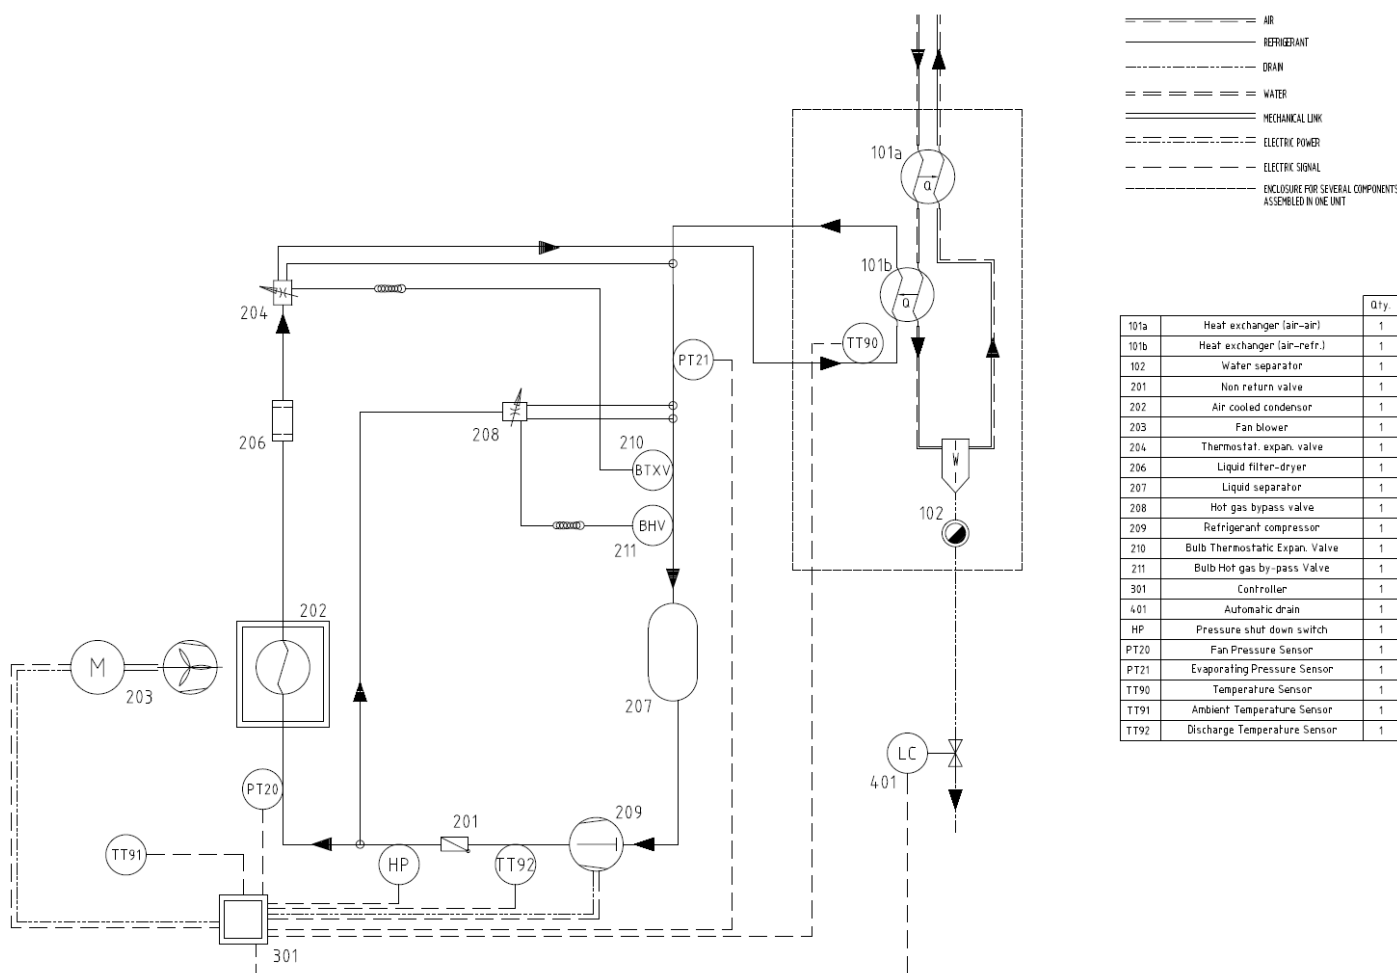 AIR
REFRIGERANT
DRAIN
WATER
MECHANICAL LINK
ELECTRIC POWER
ELECTRIC SIGNAL
ENCLOSURE FOR SEVERAL COMPONENTS
ASSEMBLED IN ONE UNIT
101a
Q
101b
Q
204
TT90
PT21
208
206
210
BTXV
W
102
BHV
211
202
M
203
207
LC
401
PT20
209
201
TT91
HP
TT92
301
Qty.
101a Heat exchanger (air-air) 1
101b Heat exchanger (air-refr.) 1
102 Water separator 1
201 Non return valve 1
202 Air cooled condensor 1
203 Fan blower 1
204 Thermostat. expan. valve 1
206 Liquid filter-dryer 1
207 Liquid separator 1
208 Hot gas bypass valve 1
209 Refrigerant compressor 1
210 Bulb Thermostatic Expan. Valve 1
211 Bulb Hot gas by-pass Valve 1
301 Controller 1
401 Automatic drain 1
HP Pressure shut down switch 1
PT20 Fan Pressure Sensor 1
PT21 Evaporating Pressure Sensor 1
TT90 Temperature Sensor 1
TT91 Ambient Temperature Sensor 1
TT92 Discharge Temperature Sensor 1